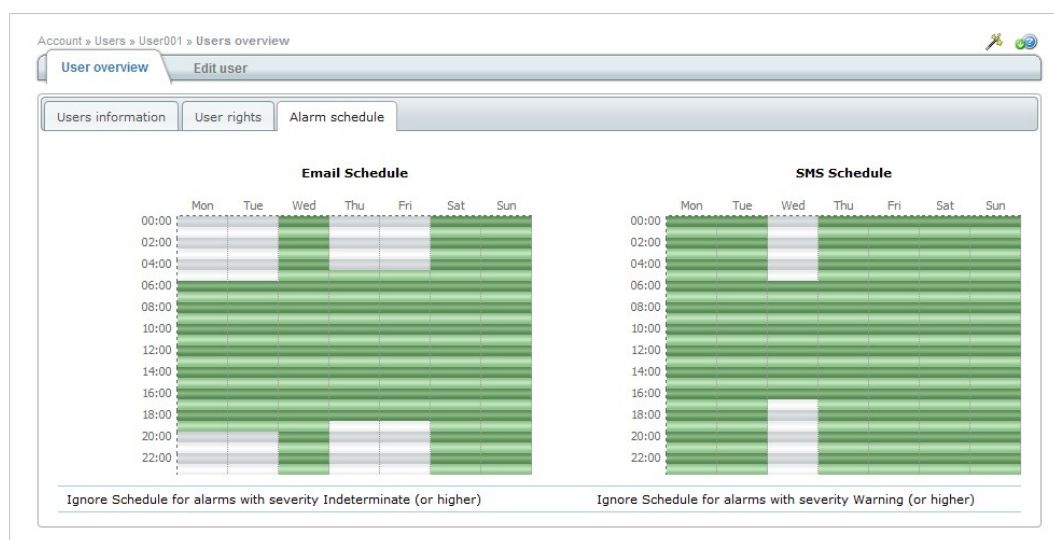 Account » Users » User001 » Users overview
User overview Edit user
Users information User rights Alarm schedule
Email Schedule
Mon Tue Wed Thu Fri Sat Sun
00:00
02:00
04:00
06:00
08:00
10:00
12:00
14:00
16:00
18:00
20:00
22:00
Ignore Schedule for alarms with severity Indeterminate (or higher)
SMS Schedule
Mon Tue Wed Thu Fri Sat Sun
00:00
02:00
04:00
06:00
08:00
10:00
12:00
14:00
16:00
18:00
20:00
22:00
Ignore Schedule for alarms with severity Warning (or higher)